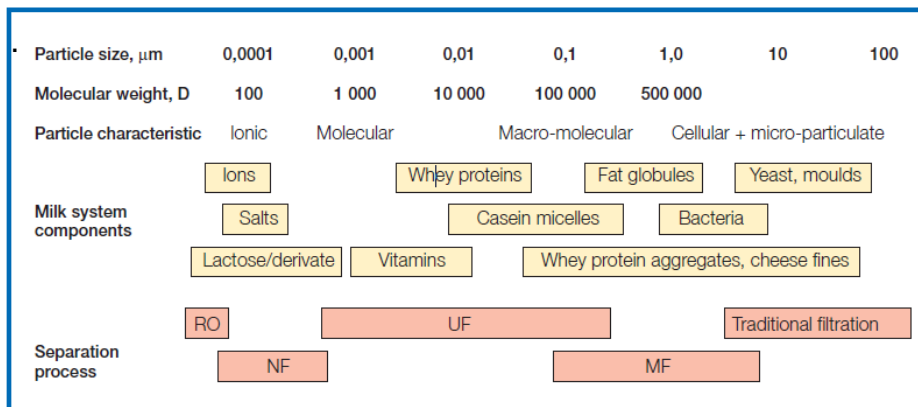 Particle size, μm 0,0001 0,001 0,01 0,1 1,0 10 100
Molecular weight, D 100 1 000 10 000 100 000 500 000
Particle characteristic Ionic Molecular Macro-molecular Cellular + micro-particulate
Ions Whey proteins Fat globules Yeast, moulds
Milk system components Salts Casein micelles Bacteria
Lactose/derivate Vitamins Whey protein aggregates, cheese fines
RO UF Traditional filtration
Separation process NF MF